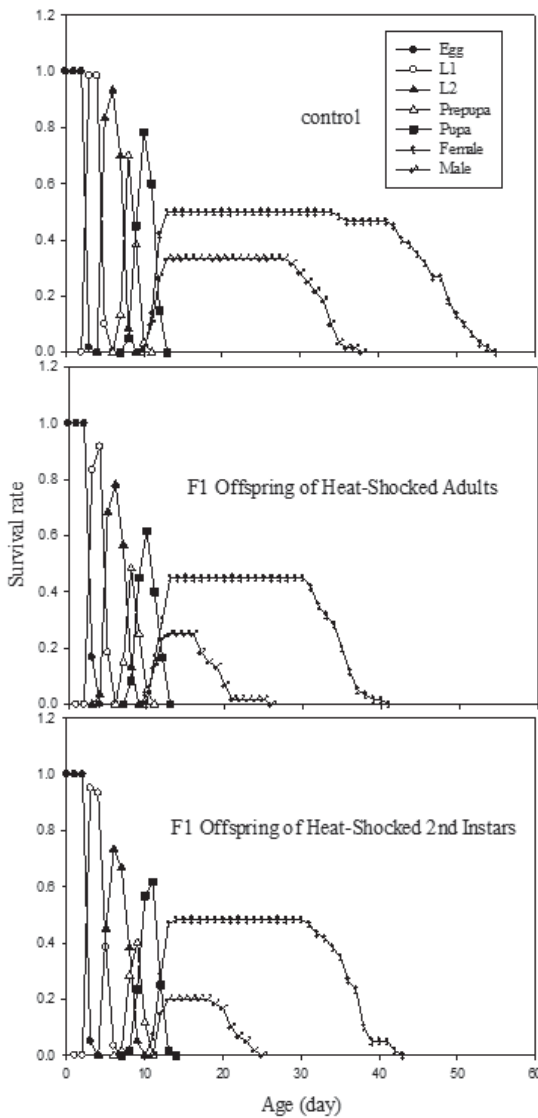 1.2
1.0
0.8
0.6
0.4
0.2
0.0
Egg
L1
L2
Prepupa
Pupa
Female
Male
control
1.2
1.0
0.8
0.6
0.4
0.2
0.0
F1 Offspring of Heat-Shocked Adults
Survival rate
1.2
1.0
0.8
0.6
0.4
0.2
0.0
F1 Offspring of Heat-Shocked 2nd Instars
0 10 20 30 40 50 60
Age (day)